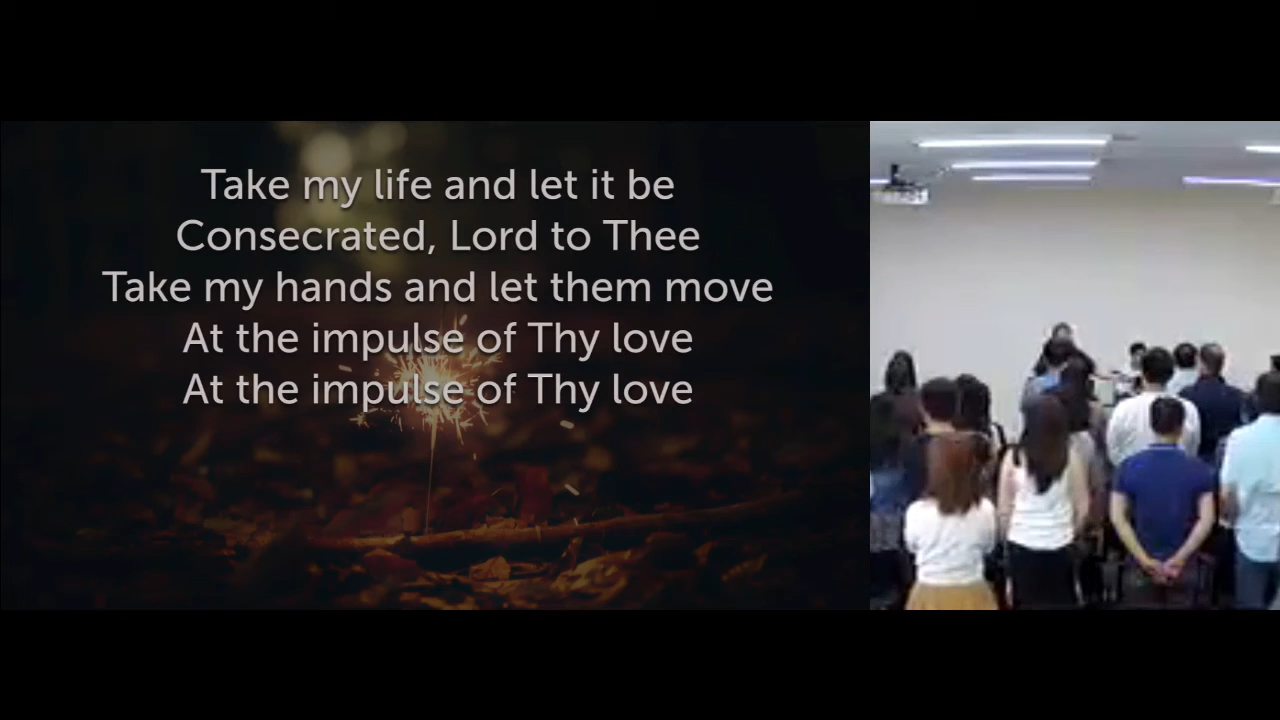 Take my life and let it be
Consecrated, Lord to Thee
Take my hands and let them move
At the impulse of Thy love
At the impulse of Thy love